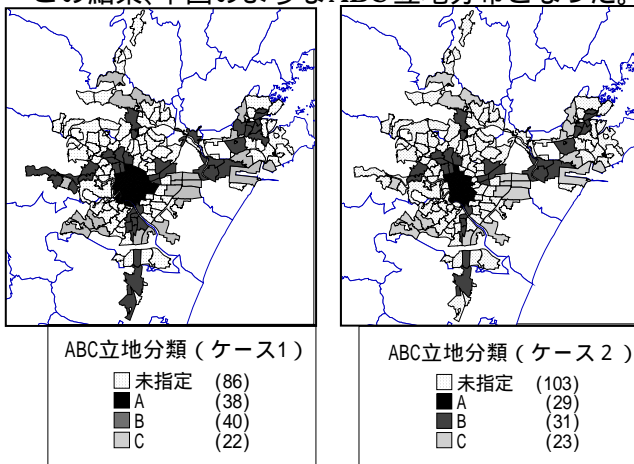 この結果、下図のようなABC立地分布となった。
ABC立地分類（ケース1）
未指定 (86)
A (38)
B (40)
C (22)
ABC立地分類（ケース２）
未指定 (103)
A (29)
B (31)
C (23)